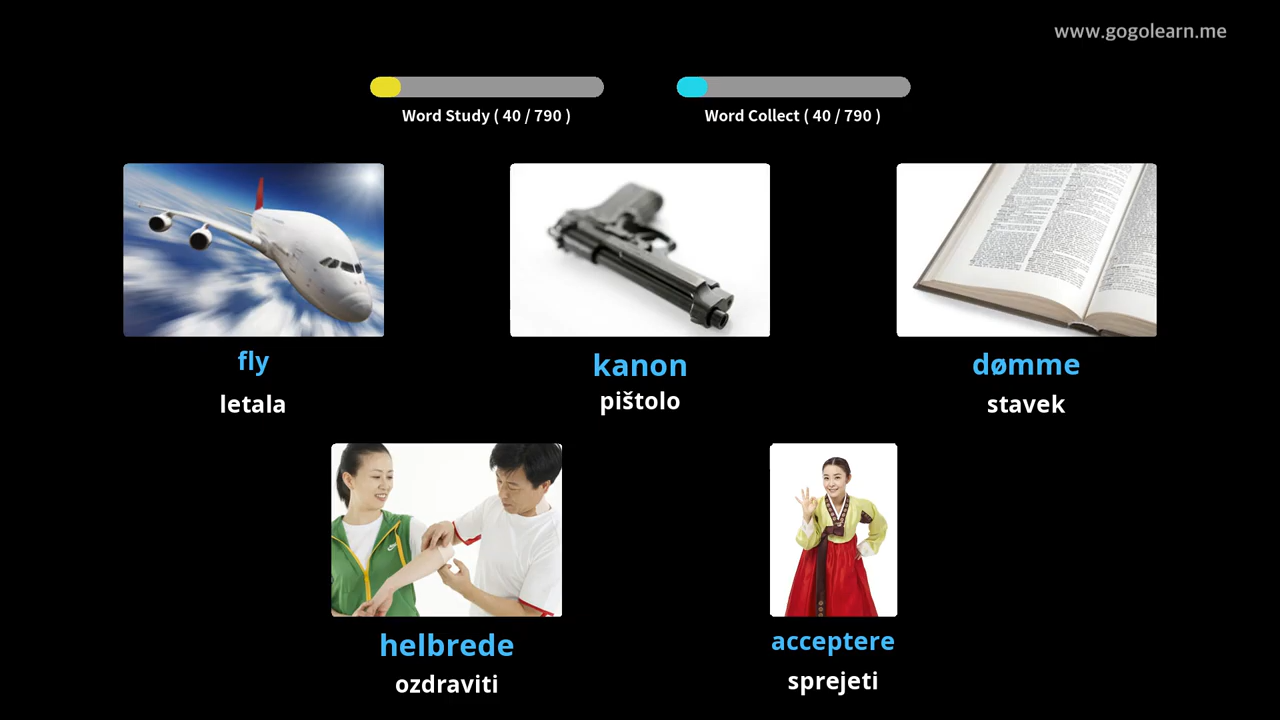 www.gogolearn.me
Word Study ( 40 / 790 )
Word Collect ( 40 / 790 )
fly
kanon
dømme
letala
pištolo
stavek
helbrede
acceptere
ozdraviti
sprejeti